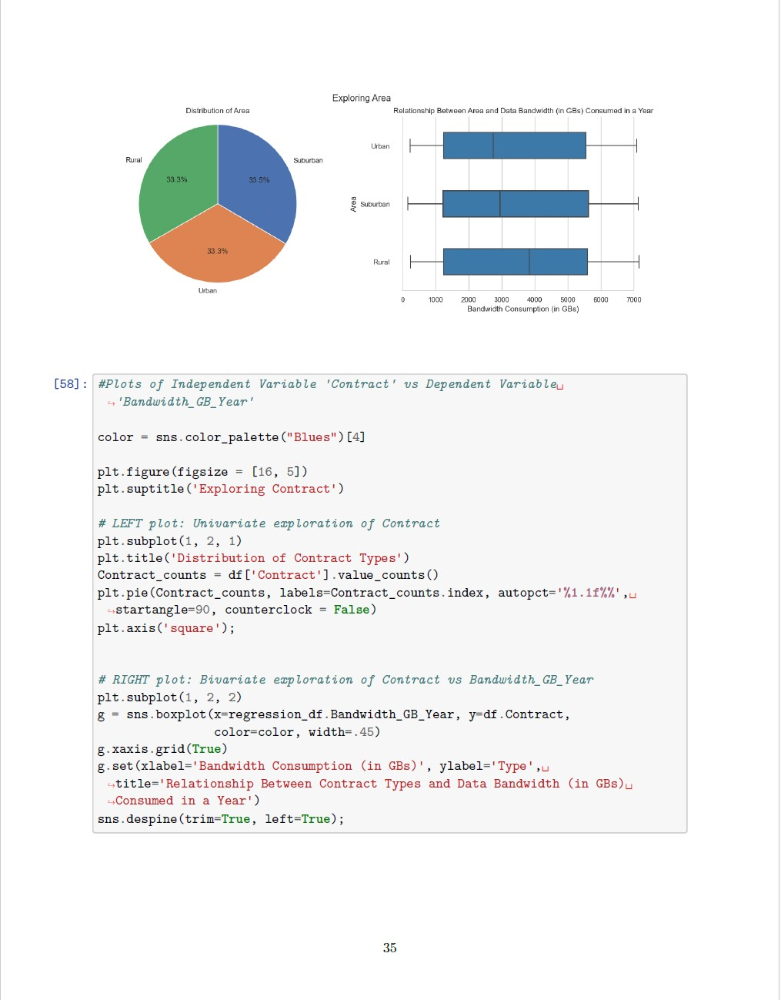 Exploring Area
Distribution of Area
Rural
Suburban
33.3%
33.5%
33.3%
Urban
Relationship Between Area and Data Bandwidth (in GBs) Consumed in a Year
Urban
Area
Suburban
Rural
0 1000 2000 3000 4000 5000 6000 7000
Bandwidth Consumption (in GBs)
[58]: #Plots of Independent Variable 'Contract' vs Dependent Variable␣
↪'Bandwidth_GB_Year'
color = sns.color_palette("Blues")[4]
plt.figure(figsize = [16, 5])
plt.suptitle('Exploring Contract')
# LEFT plot: Univariate exploration of Contract
plt.subplot(1, 2, 1)
plt.title('Distribution of Contract Types')
Contract_counts = df['Contract'].value_counts()
plt.pie(Contract_counts, labels=Contract_counts.index, autopct='%1.1f%%',␣
↪startangle=90, counterclock = False)
plt.axis('square');
# RIGHT plot: Bivariate exploration of Contract vs Bandwidth_GB_Year
plt.subplot(1, 2, 2)
g = sns.boxplot(x=regression_df.Bandwidth_GB_Year, y=df.Contract,
color=color, width=.45)
g.xaxis.grid(True)
g.set(xlabel='Bandwidth Consumption (in GBs)', ylabel='Type',␣
↪title='Relationship Between Contract Types and Data Bandwidth (in GBs)␣
↪Consumed in a Year')
sns.despine(trim=True, left=True);
35